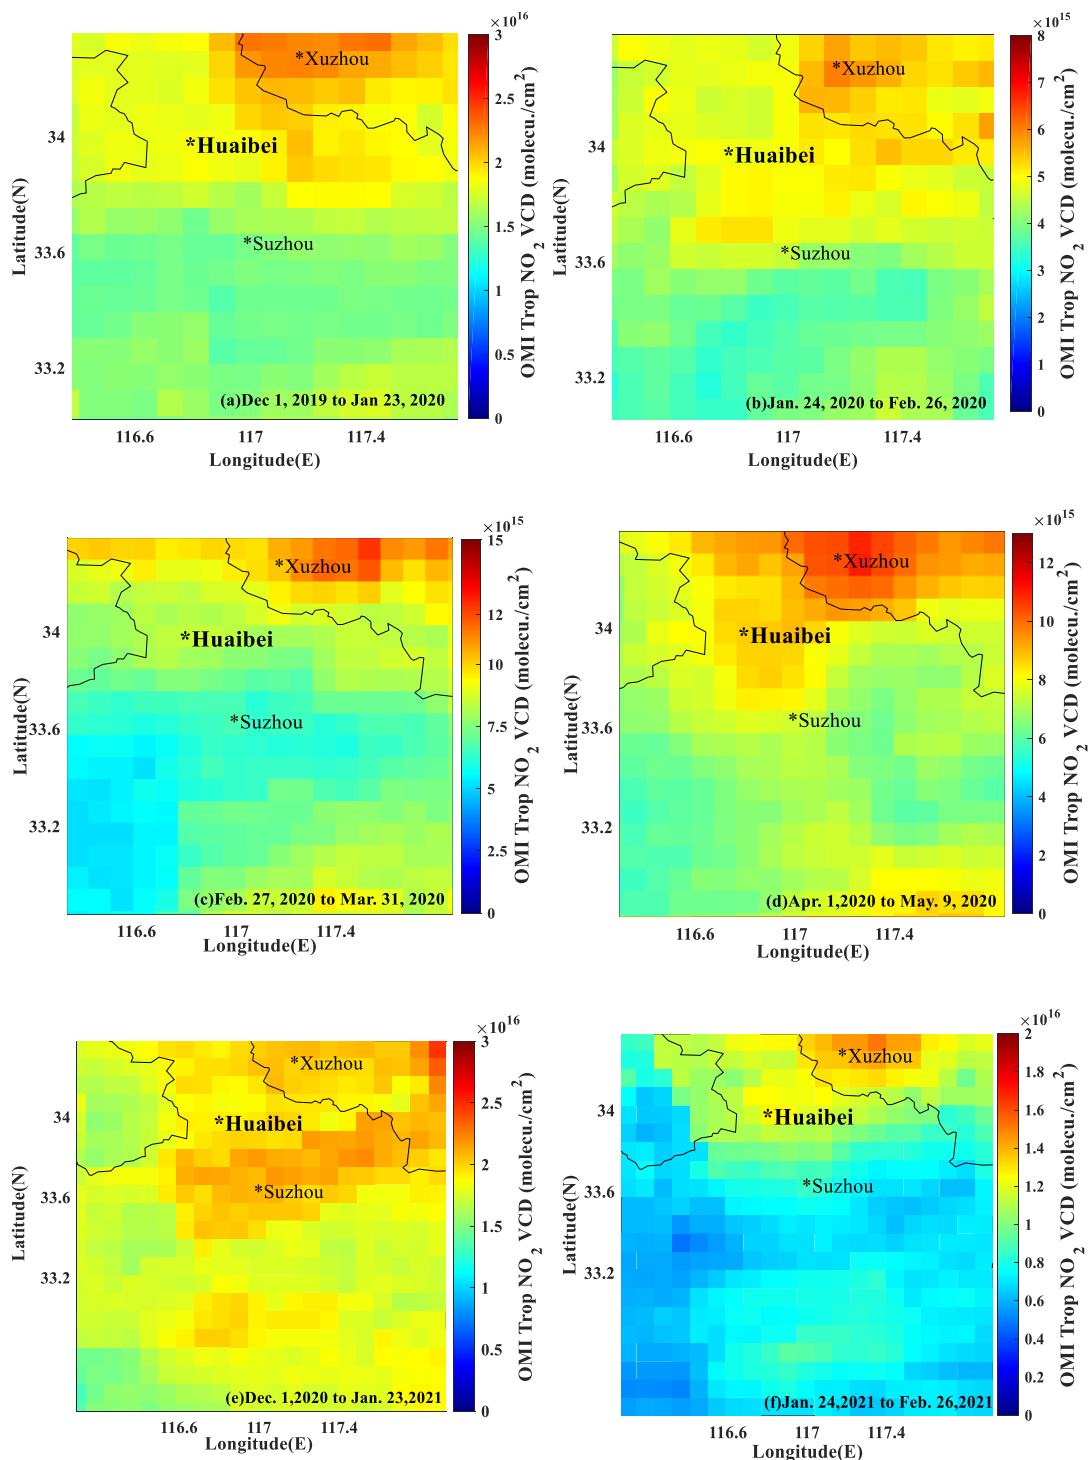 ×10^16
3
2.5
2
1.5
1
0.5
0
OMI Trop NO2 VCD (molecu./cm^2)
*Xuzhou
*Huaibei
*Suzhou
34
33.6
33.2
Latitude(N)
(a)Dec 1, 2019 to Jan 23, 2020
116.6 117 117.4
Longitude(E)
×10^15
8
7
6
5
4
3
2
1
0
OMI Trop NO2 VCD (molecu./cm^2)
*Xuzhou
*Huaibei
*Suzhou
34
33.6
33.2
Latitude(N)
(b)Jan. 24, 2020 to Feb. 26, 2020
116.6 117 117.4
Longitude(E)
×10^15
15
12.5
10
7.5
5
2.5
0
OMI Trop NO2 VCD (molecu./cm^2)
*Xuzhou
*Huaibei
*Suzhou
34
33.6
33.2
Latitude(N)
(c)Feb. 27, 2020 to Mar. 31, 2020
116.6 117 117.4
Longitude(E)
×10^15
12
10
8
6
4
2
0
OMI Trop NO2 VCD (molecu./cm^2)
*Xuzhou
*Huaibei
*Suzhou
34
33.6
33.2
Latitude(N)
(d)Apr. 1,2020 to May. 9, 2020
116.6 117 117.4
Longitude(E)
×10^16
3
2.5
2
1.5
1
0.5
0
OMI Trop NO2 VCD (molecu./cm^2)
*Xuzhou
*Huaibei
*Suzhou
34
33.6
33.2
Latitude(N)
(e)Dec. 1,2020 to Jan. 23,2021
116.6 117 117.4
Longitude(E)
×10^16
2
1.8
1.6
1.4
1.2
1
0.8
0.6
0.4
0.2
0
OMI Trop NO2 VCD (molecu./cm^2)
*Xuzhou
*Huaibei
*Suzhou
34
33.6
33.2
Latitude(N)
(f)Jan. 24,2021 to Feb. 26,2021
116.6 117 117.4
Longitude(E)